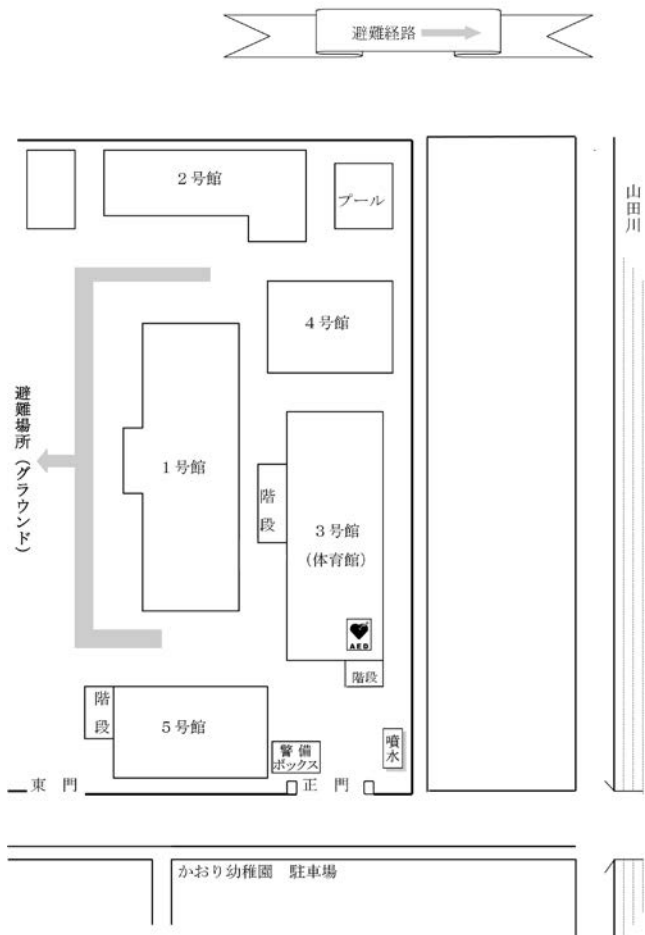 避難経路
2号館
プール
山田川
4号館
避難場所（グラウンド）
1号館
階段
3号館
（体育館）
AED
階段
階段
5号館
警備
ボックス
噴水
東 門
正 門
かおり幼稚園 駐車場